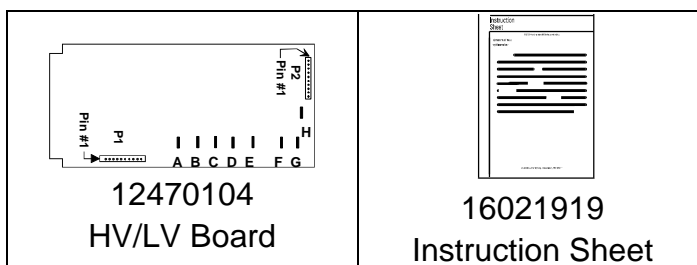 Pin #1
P1
P2
Pin #1
H
A B C D E F G
12470104
HV/LV Board
Instruction
Sheet
16021919
Instruction Sheet